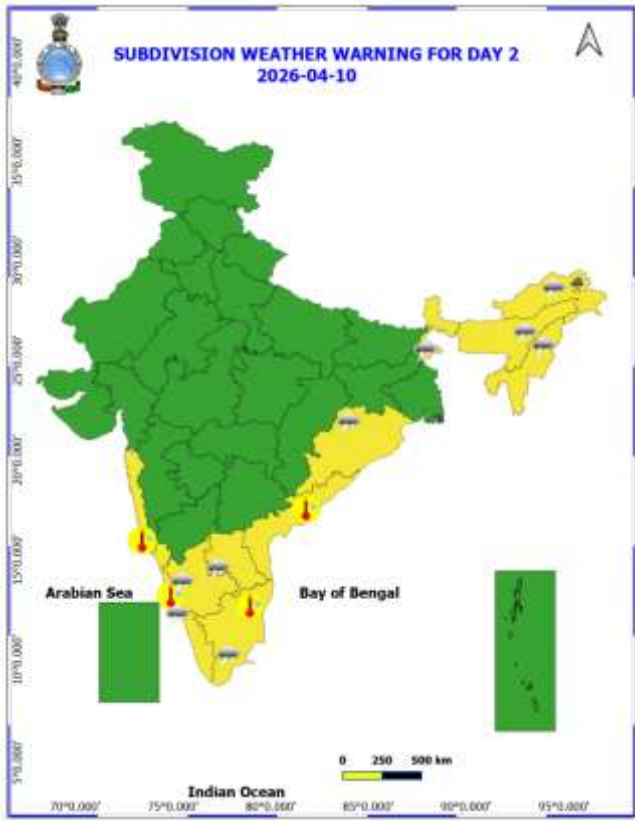 SUBDIVISION WEATHER WARNING FOR DAY 2
2026-04-10
40°0.000'
35°0.000'
30°0.000'
25°0.000'
20°0.000'
15°0.000'
10°0.000'
5°0.000'
Arabian Sea
Bay of Bengal
0 250 500 km
Indian Ocean
70°0.000' 75°0.000' 80°0.000' 85°0.000' 90°0.000' 95°0.000'